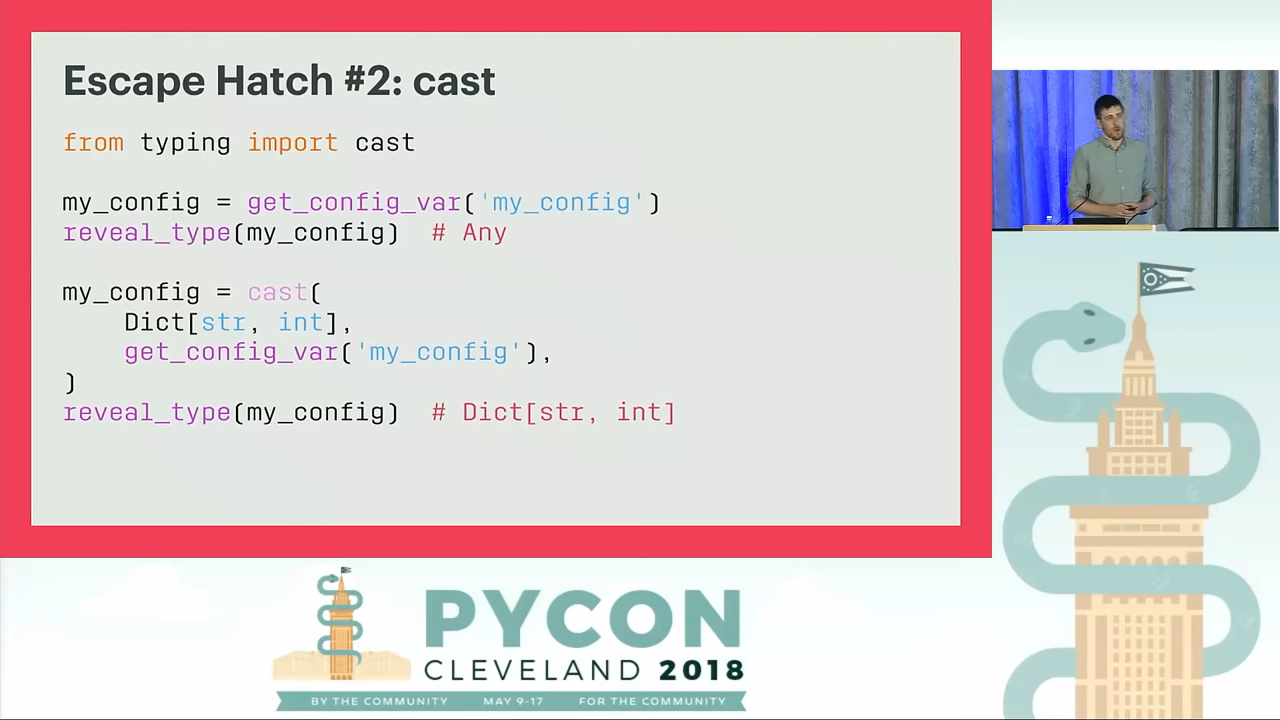 Escape Hatch #2: cast
from typing import cast
my_config = get_config_var('my_config')
reveal_type(my_config)  # Any
my_config = cast(
    Dict[str, int],
    get_config_var('my_config'),
)
reveal_type(my_config)  # Dict[str, int]
PYCON
CLEVELAND 2018
BY THE COMMUNITY MAY 9-17 FOR THE COMMUNITY